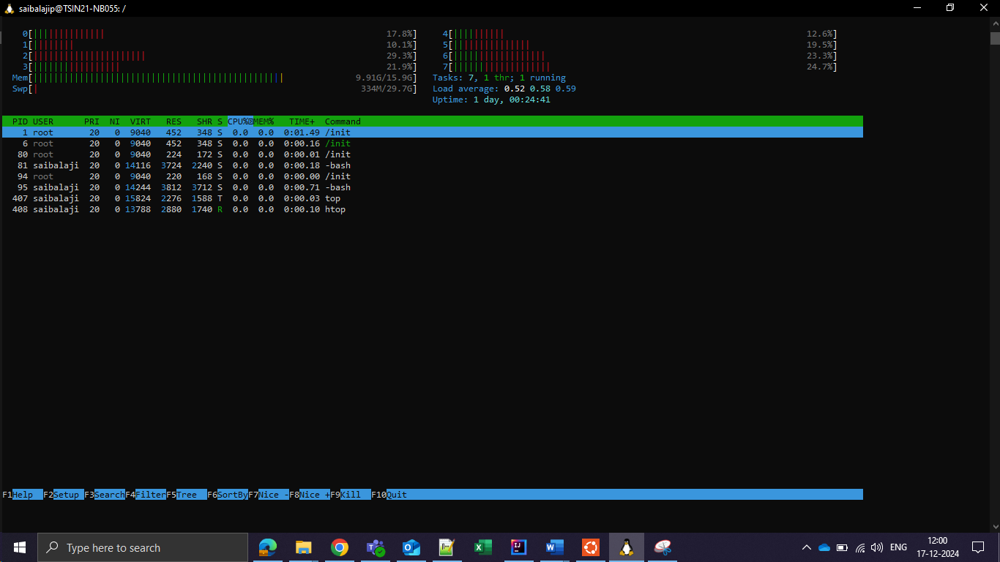 saibalajip@TSIN21-NB055: /
0[|||||||||||||| 17.8%] 4[|||||||||| 12.6%]
1[|||||||| 10.1%] 5[||||||||||||||| 19.5%]
2[|||||||||||||||||||||| 29.3%] 6[|||||||||||||||||| 23.3%]
3[||||||||||||||||| 21.9%] 7[||||||||||||||||||| 24.7%]
Mem[||||||||||||||||||||||||||||||||||||||||||||||||| 9.91G/15.9G] Tasks: 7, 1 thr; 1 running
Swp[| 334M/29.7G] Load average: 0.52 0.58 0.59
Uptime: 1 day, 00:24:41
PID USER PRI NI VIRT RES SHR S CPU% MEM% TIME+ Command
1 root 20 0 9040 452 348 S 0.0 0.0 0:01.49 /init
6 root 20 0 9040 452 348 S 0.0 0.0 0:00.16 /init
80 root 20 0 9040 224 172 S 0.0 0.0 0:00.01 /init
81 saibalaji 20 0 14116 3724 2240 S 0.0 0.0 0:00.18 -bash
94 root 20 0 9040 220 168 S 0.0 0.0 0:00.00 /init
95 saibalaji 20 0 14244 3812 3712 S 0.0 0.0 0:00.71 -bash
407 saibalaji 20 0 15824 2276 1588 T 0.0 0.0 0:00.03 top
408 saibalaji 20 0 13788 2880 1740 R 0.0 0.0 0:00.10 htop
F1Help F2Setup F3SearchF4FilterF5Tree F6SortByF7Nice -F8Nice +F9Kill F10Quit
Type here to search
ENG
12:00
17-12-2024